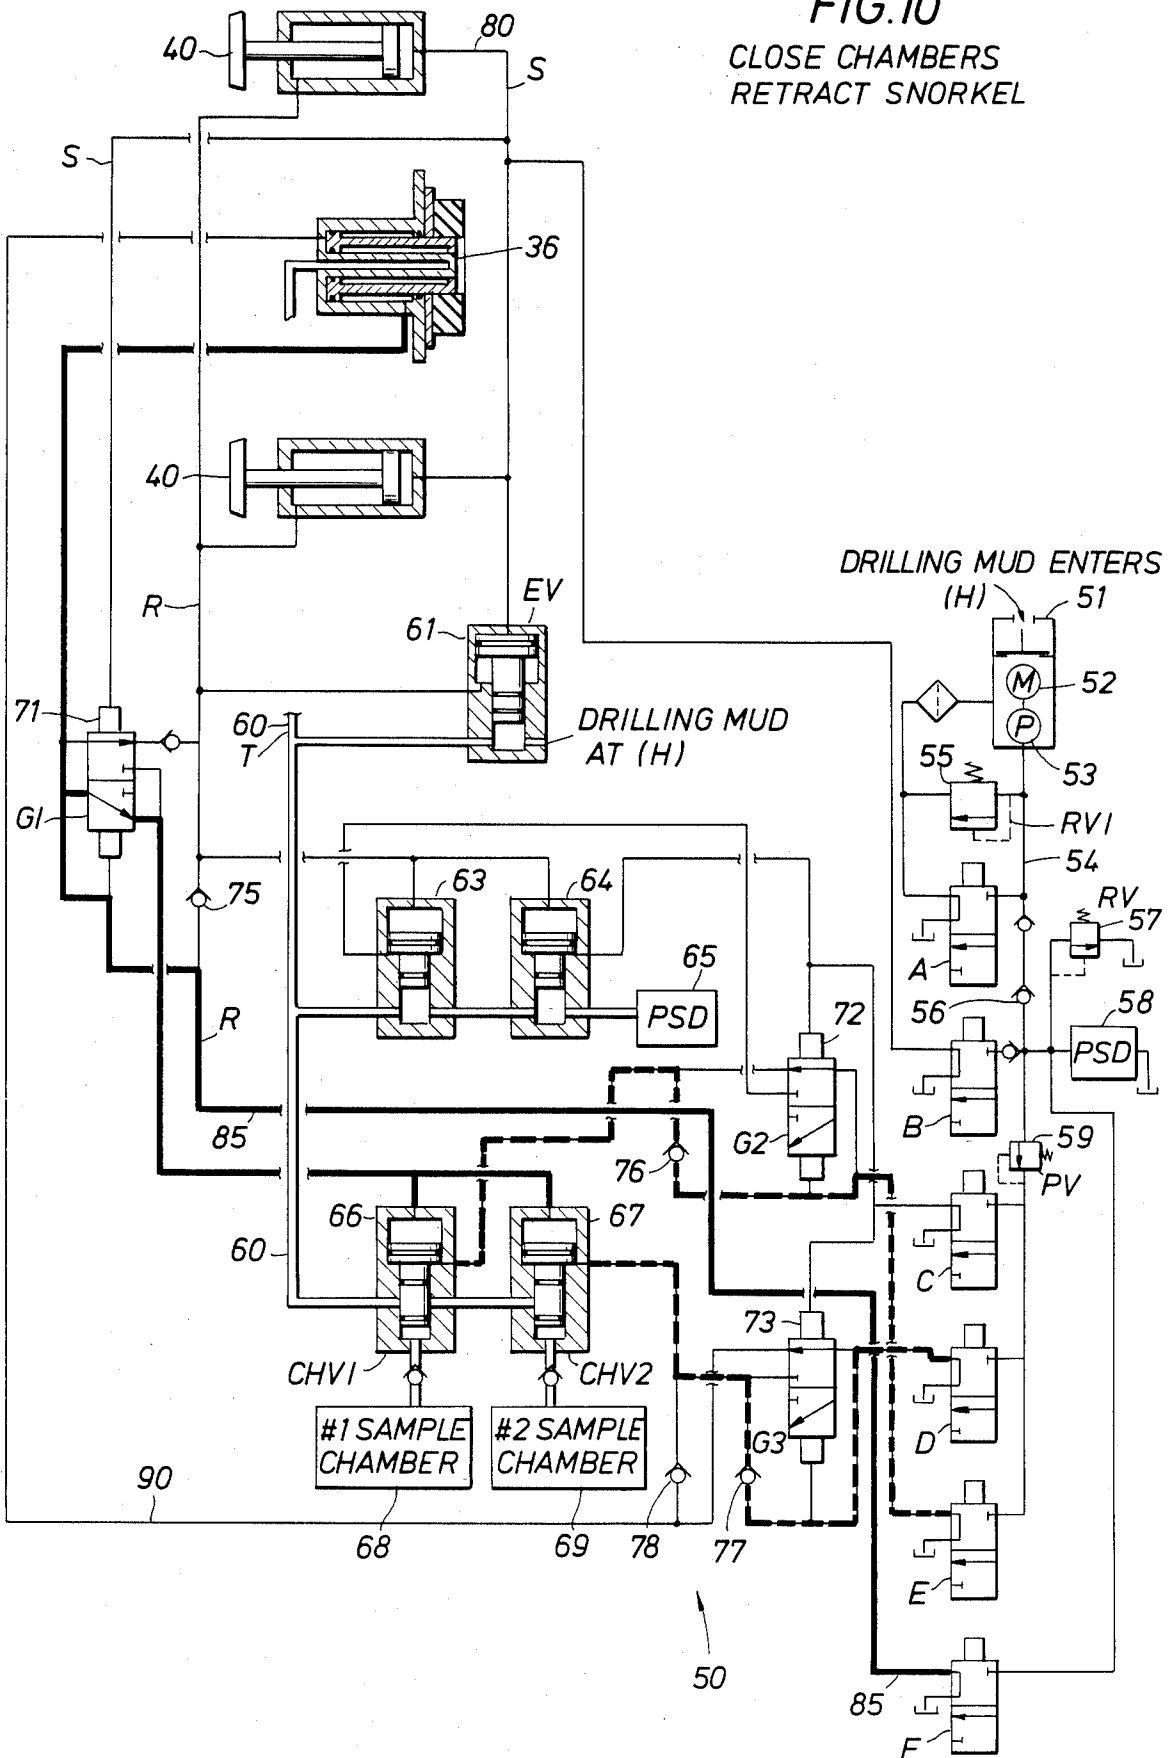 FIG.10
CLOSE CHAMBERS
RETRACT SNORKEL
40
80
S
S
36
40
R
EV
61
DRILLING MUD ENTERS
(H)
51
M
52
P
53
71
60
T
DRILLING MUD
AT (H)
55
RV1
G1
54
63
64
RV
57
75
A
65
PSD
R
72
56
58
PSD
85
G2
B
76
59
PV
66
67
60
C
73
CHV1
CHV2
#1 SAMPLE
CHAMBER
#2 SAMPLE
CHAMBER
G3
D
90
68
69
78
77
E
50
85
F